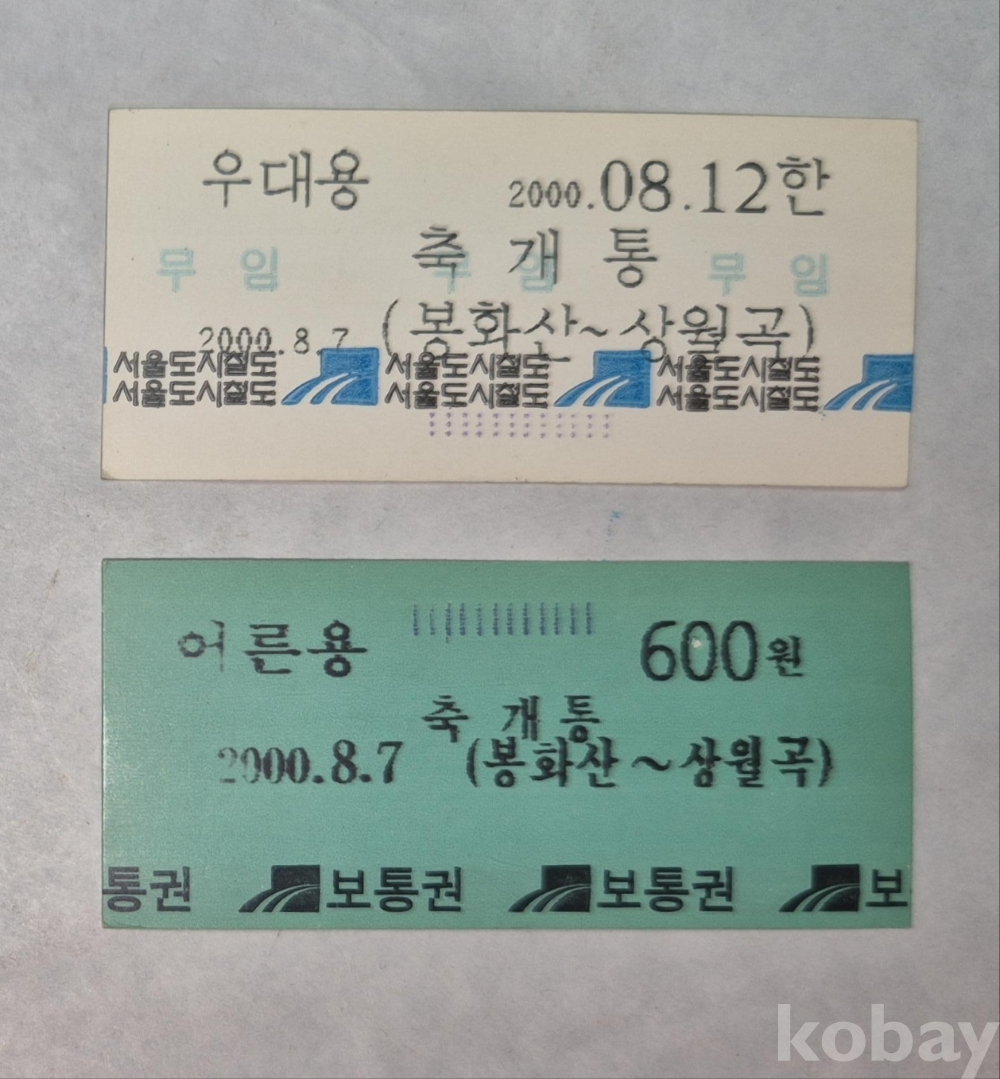 우대용 2000.08.12한
축 개 통
무 임 무 임 무 임
2000.8.7 (봉화산~상월곡)
서울도시철도 서울도시철도 서울도시철도
서울도시철도 서울도시철도 서울도시철도
어른용 600원
축 개 통
2000.8.7 (봉화산~상월곡)
통권 보통권 보통권 보
kobay